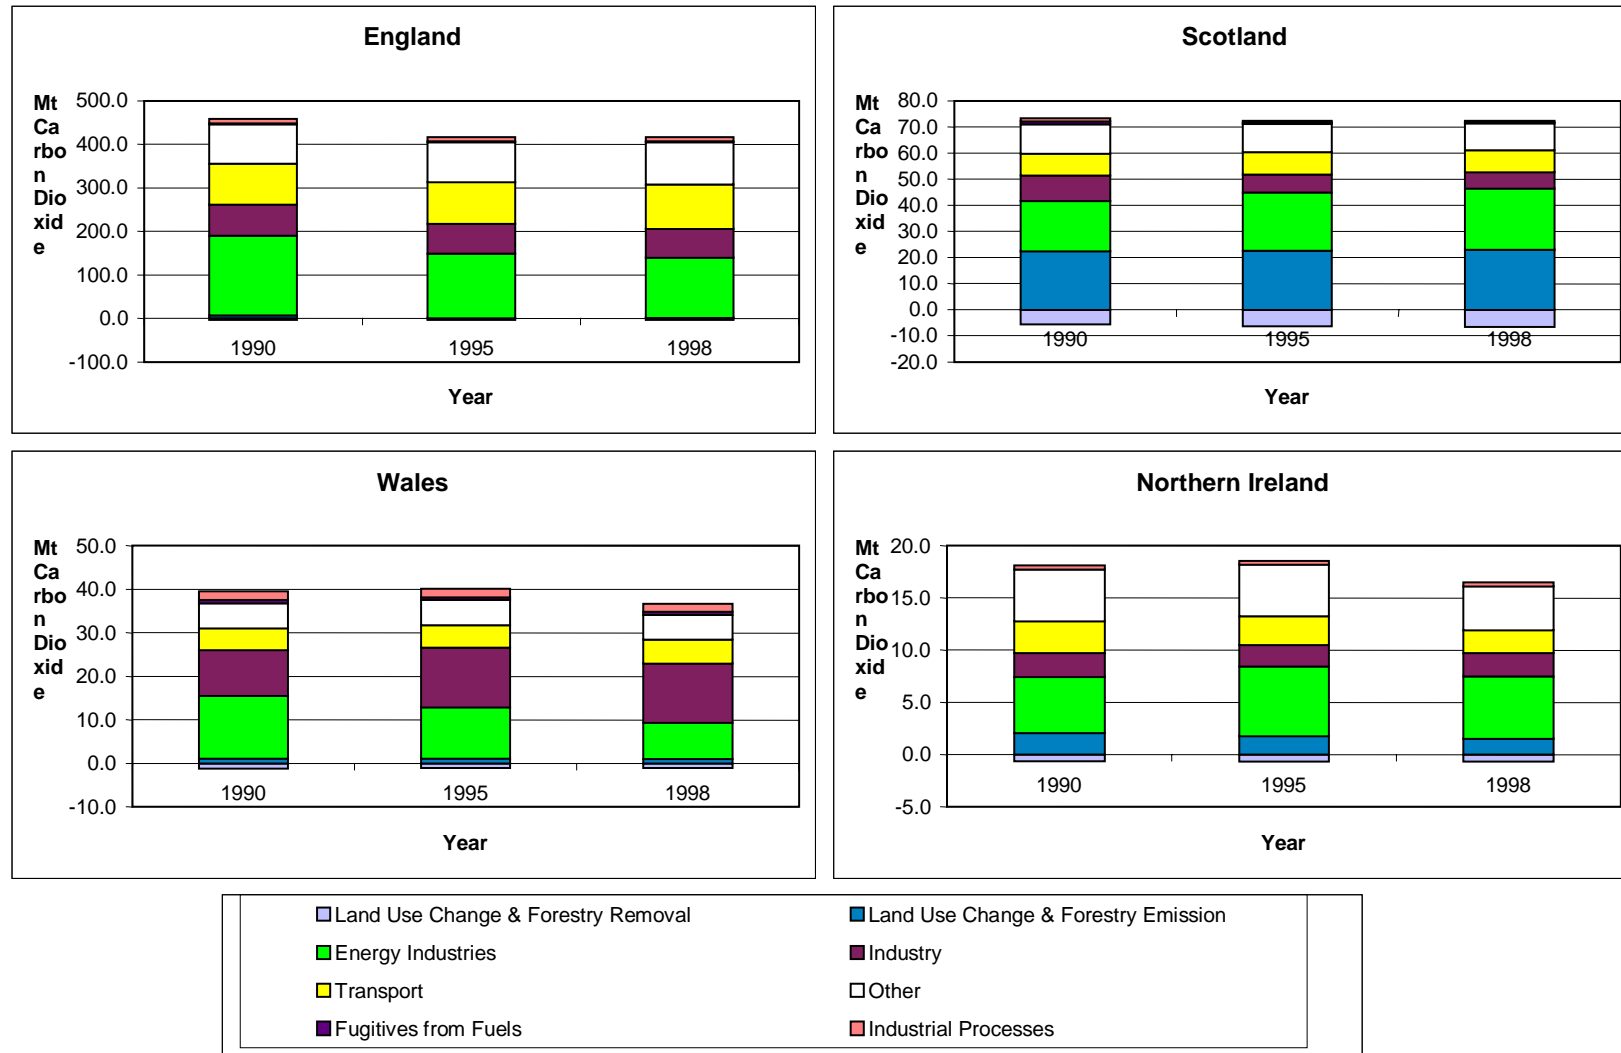 England
Mt
Ca
rbo
n
Dio
xid
e
500.0
400.0
300.0
200.0
100.0
0.0
-100.0
1990
1995
1998
Year
Scotland
Mt
Ca
rbo
n
Dio
xid
e
80.0
70.0
60.0
50.0
40.0
30.0
20.0
10.0
0.0
-10.0
-20.0
1990
1995
1998
Year
Wales
Mt
Ca
rbo
n
Dio
xid
e
50.0
40.0
30.0
20.0
10.0
0.0
-10.0
1990
1995
1998
Year
Northern Ireland
Mt
Ca
rbo
n
Dio
xid
e
20.0
15.0
10.0
5.0
0.0
-5.0
1990
1995
1998
Year
Land Use Change & Forestry Removal
Land Use Change & Forestry Emission
Energy Industries
Industry
Transport
Other
Fugitives from Fuels
Industrial Processes